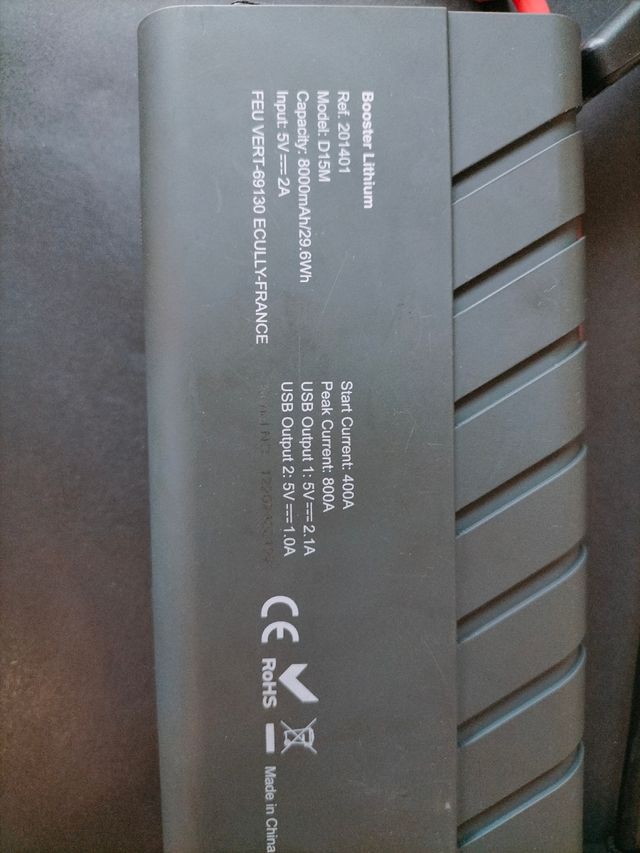 Booster Lithium
Ref. 201401
Model: D15M
Capacity: 8000mAh/29.6Wh
Input: 5V⎓2A
FEU VERT-69130 ECULLY-FRANCE
Start Current: 400A
Peak Current: 800A
USB Output 1: 5V⎓2.1A
USB Output 2: 5V⎓1.0A
CE
RoHS
Made in China